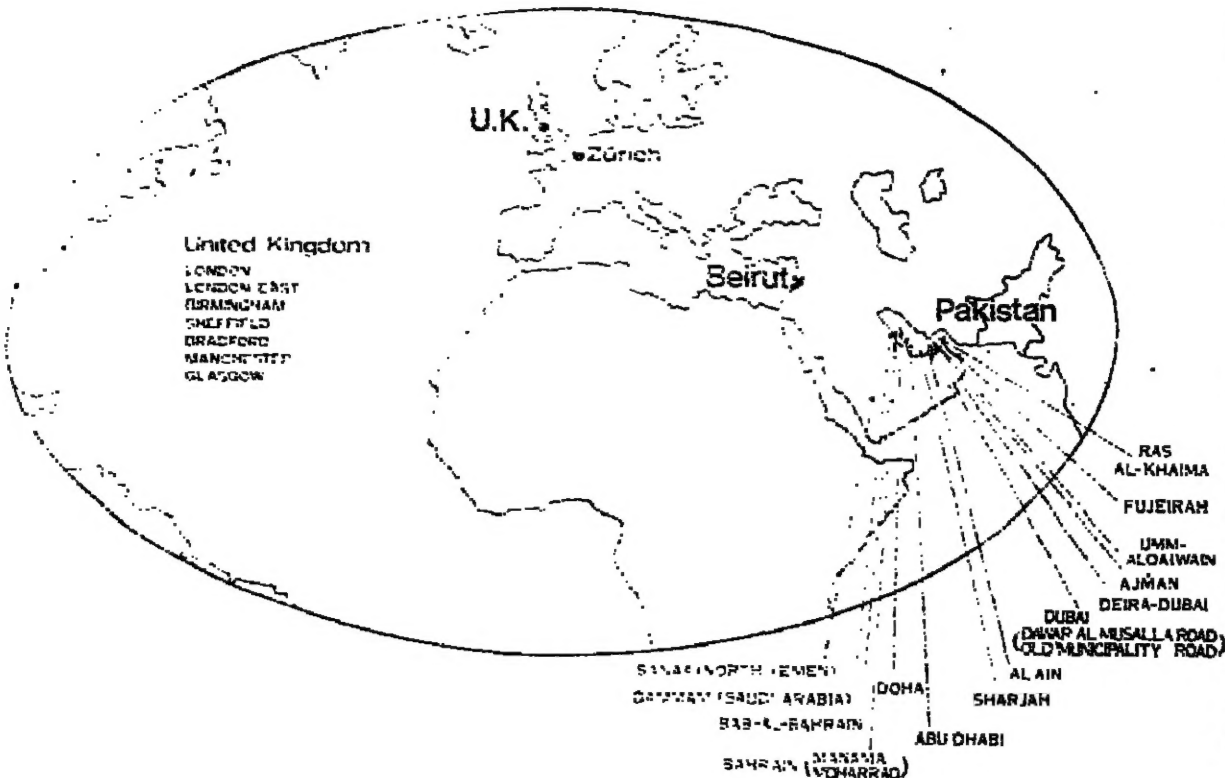 U.K.
Zürich
United Kingdom
LONDON
LONDON EAST
BIRMINGHAM
SHEFFIELD
BRADFORD
MANCHESTER
GLASGOW
Beirut
Pakistan
RAS
AL-KHAIMA
FUJEIRAH
UMM-
ALQAIWAIN
AJMAN
DEIRA-DUBAI
DUBAI
(DAWAR AL MUSALLA ROAD)
(OLD MUNICIPALITY ROAD)
AL AIN
SHARJAH
ABU DHABI
DOHA
SANAA (NORTH YEMEN)
DAMMAM (SAUDI ARABIA)
BAB-AL-BAHRAIN
BAHRAIN (MANAMA
MOHARRAQ)